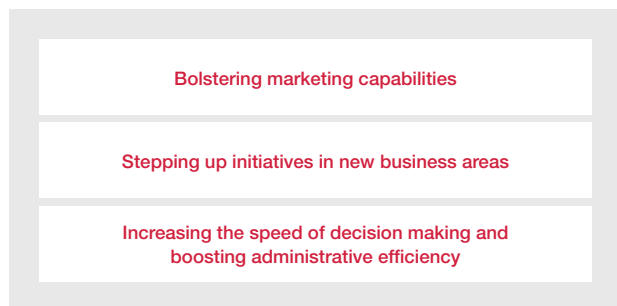 Bolstering marketing capabilities
Stepping up initiatives in new business areas
Increasing the speed of decision making and
boosting administrative efficiency